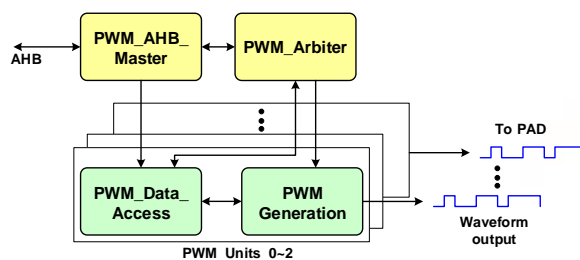 PWM_AHB_
Master
PWM_Arbiter
AHB
To PAD
PWM_Data_
Access
PWM
Generation
Waveform
output
PWM Units 0~2